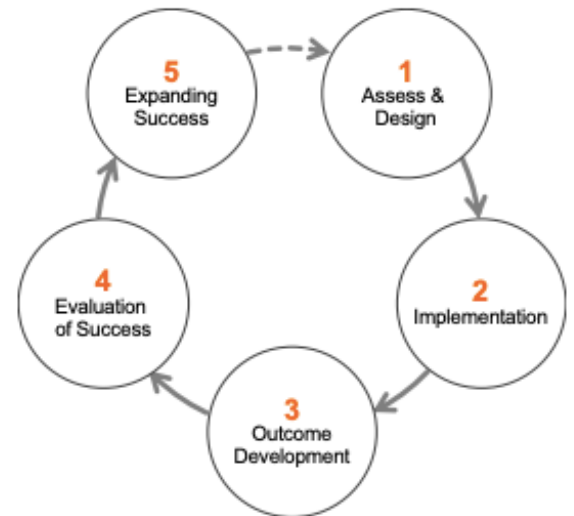 1
Assess &
Design
2
Implementation
3
Outcome
Development
4
Evaluation
of Success
5
Expanding
Success